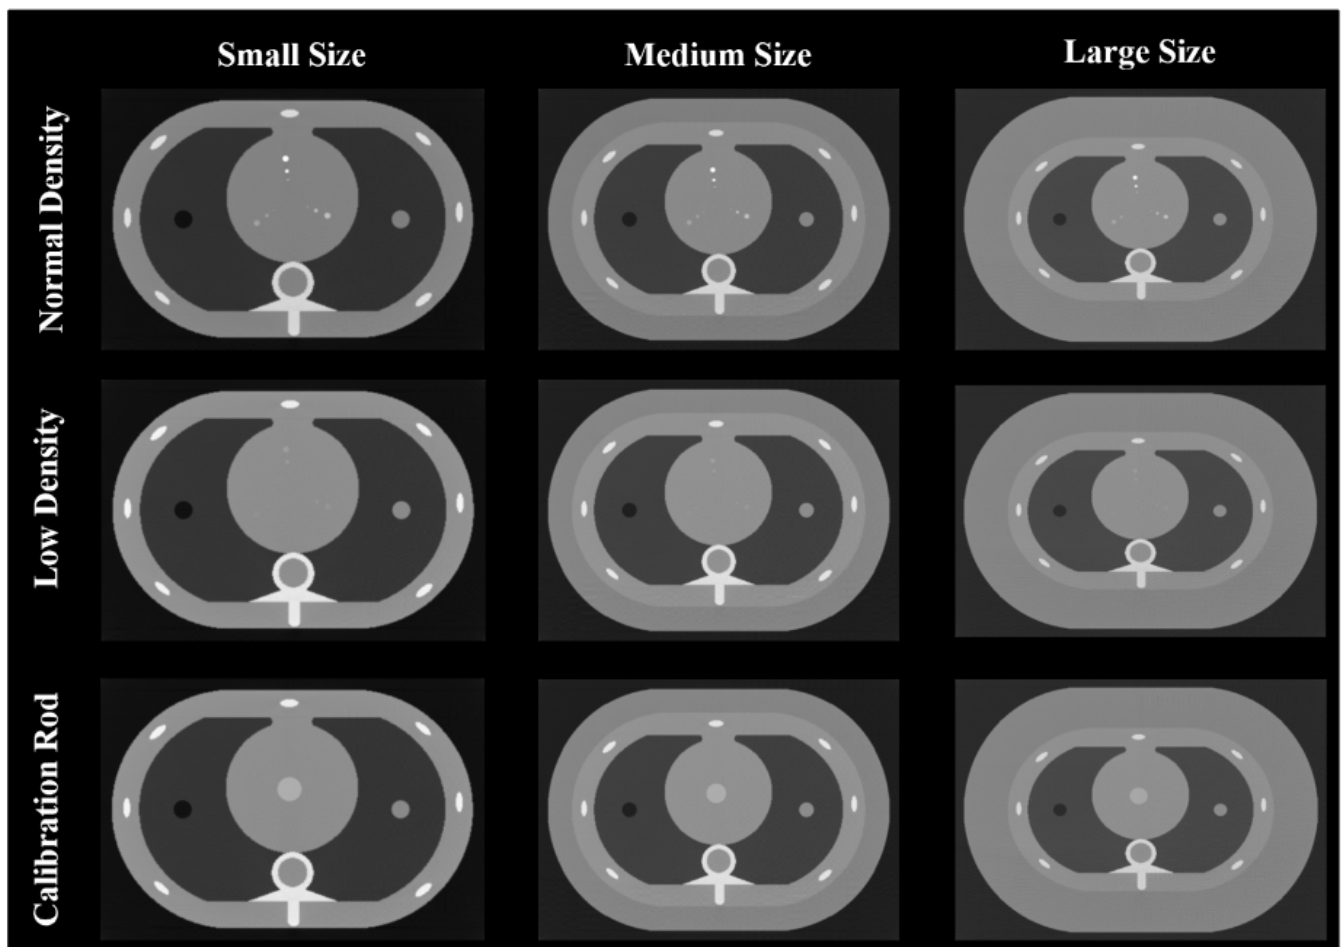 Small Size
Medium Size
Large Size
Normal Density
Low Density
Calibration Rod